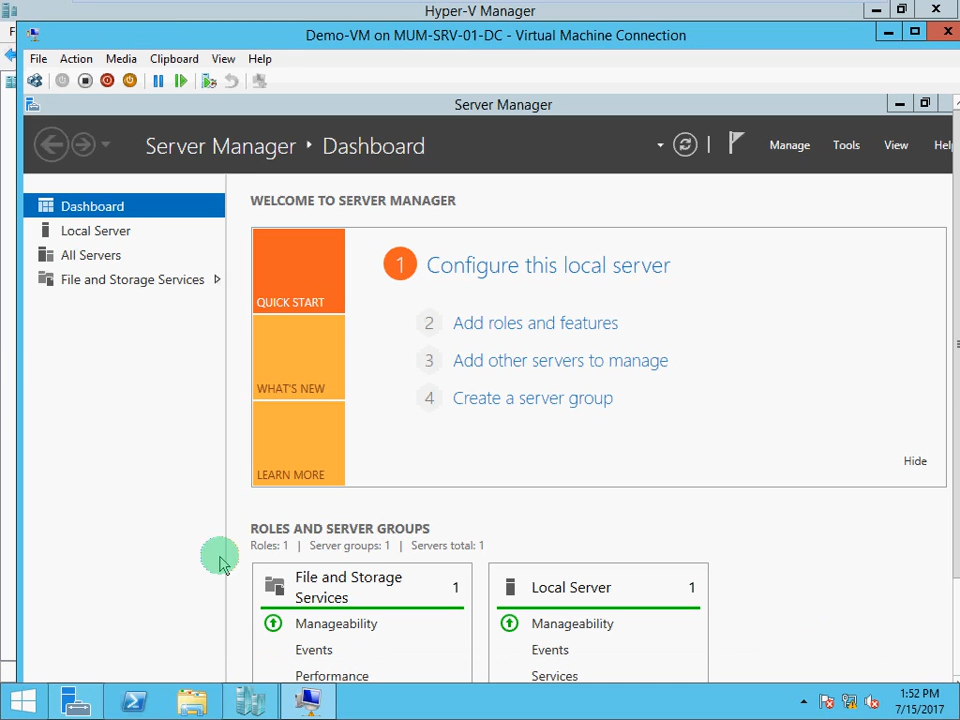 Hyper-V Manager
Demo-VM on MUM-SRV-01-DC - Virtual Machine Connection
File Action Media Clipboard View Help
Server Manager
Server Manager ‣ Dashboard
Manage Tools View
Dashboard
Local Server
All Servers
File and Storage Services
WELCOME TO SERVER MANAGER
QUICK START
WHAT'S NEW
LEARN MORE
1 Configure this local server
2 Add roles and features
3 Add other servers to manage
4 Create a server group
Hide
ROLES AND SERVER GROUPS
Roles: 1 | Server groups: 1 | Servers total: 1
File and Storage
Services
1
Manageability
Events
Performance
Local Server 1
Manageability
Events
Services
1:52 PM
7/15/2017